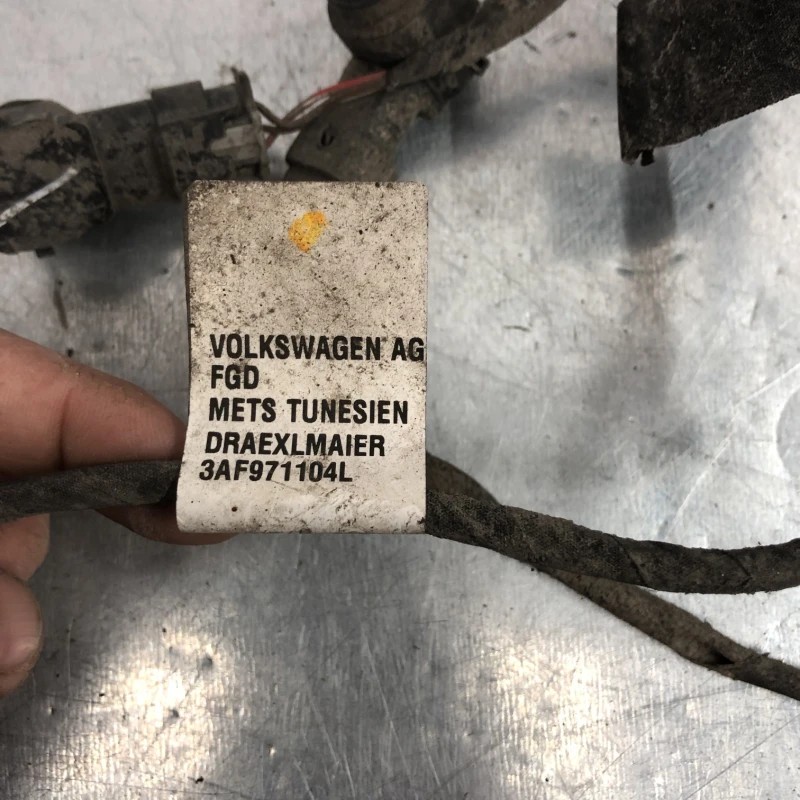 VOLKSWAGEN AG
FGD
METS TUNESIEN
DRAEXLMAIER
3AF971104L